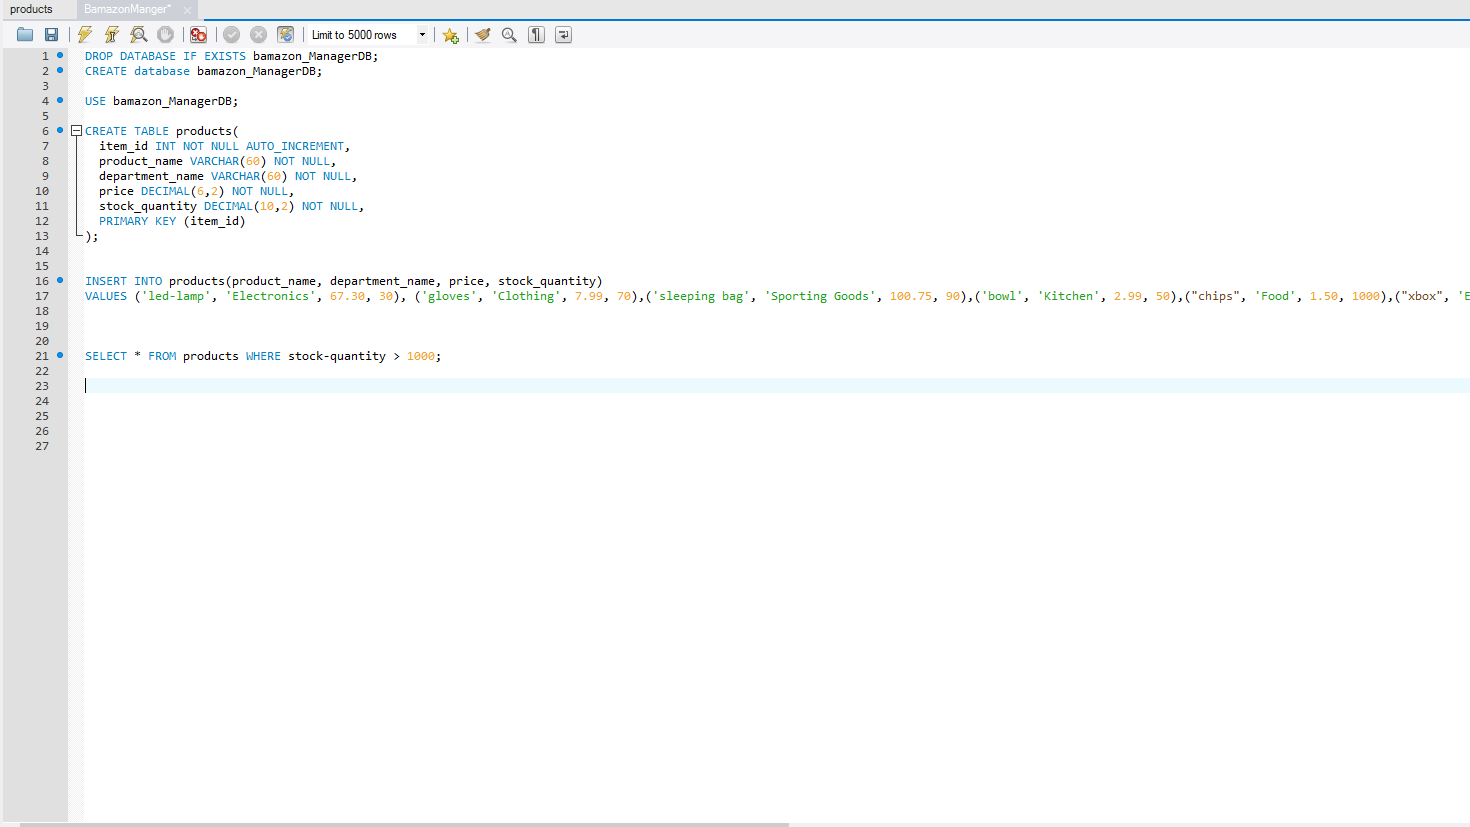 products
BamazonManger*
Limit to 5000 rows
1 DROP DATABASE IF EXISTS bamazon_ManagerDB;
2 CREATE database bamazon_ManagerDB;
3
4 USE bamazon_ManagerDB;
5
6 CREATE TABLE products(
7 item_id INT NOT NULL AUTO_INCREMENT,
8 product_name VARCHAR(60) NOT NULL,
9 department_name VARCHAR(60) NOT NULL,
10 price DECIMAL(6,2) NOT NULL,
11 stock_quantity DECIMAL(10,2) NOT NULL,
12 PRIMARY KEY (item_id)
13 );
14
15
16 INSERT INTO products(product_name, department_name, price, stock_quantity)
17 VALUES ('led-lamp', 'Electronics', 67.30, 30), ('gloves', 'Clothing', 7.99, 70),('sleeping bag', 'Sporting Goods', 100.75, 90),('bowl', 'Kitchen', 2.99, 50),("chips", 'Food', 1.50, 1000),("xbox", 'E
18
19
20
21 SELECT * FROM products WHERE stock-quantity > 1000;
22
23
24
25
26
27